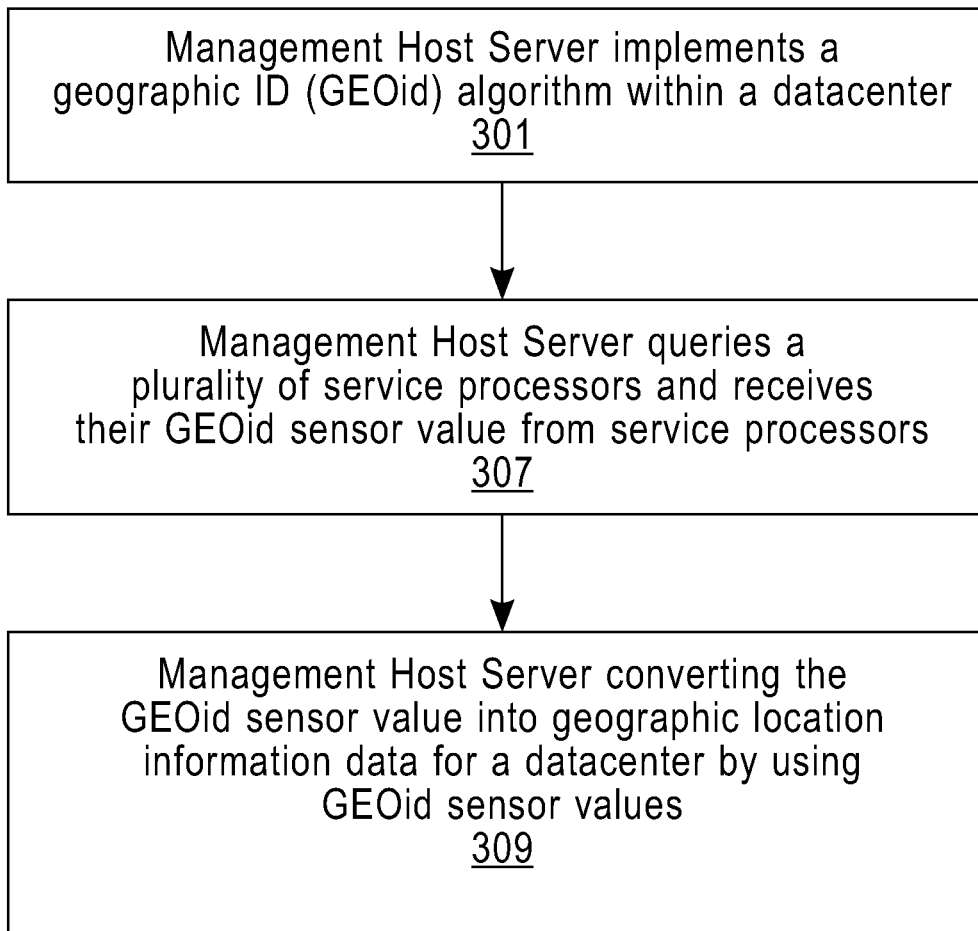 Management Host Server implements a
geographic ID (GEOid) algorithm within a datacenter
301
Management Host Server queries a
plurality of service processors and receives
their GEOid sensor value from service processors
307
Management Host Server converting the
GEOid sensor value into geographic location
information data for a datacenter by using
GEOid sensor values
309